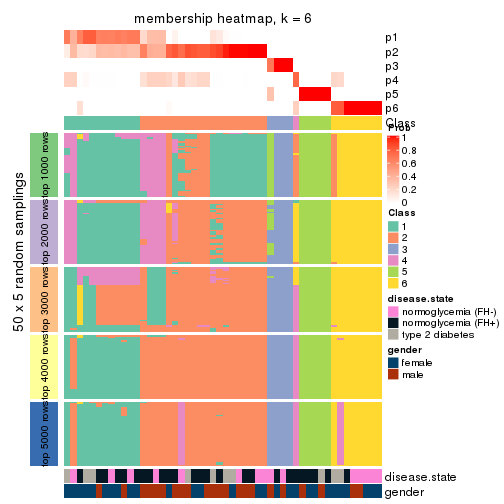 membership heatmap, k = 6
p1
p2
p3
p4
p5
p6
Class
Prob
1
0.8
0.6
0.4
0.2
0
Class
1
2
3
4
5
6
disease.state
normoglycemia (FH-)
normoglycemia (FH+)
type 2 diabetes
gender
female
male
50 x 5 random samplings
top 1000 rows
top 2000 rows
top 3000 rows
top 4000 rows
top 5000 rows
disease.state
gender